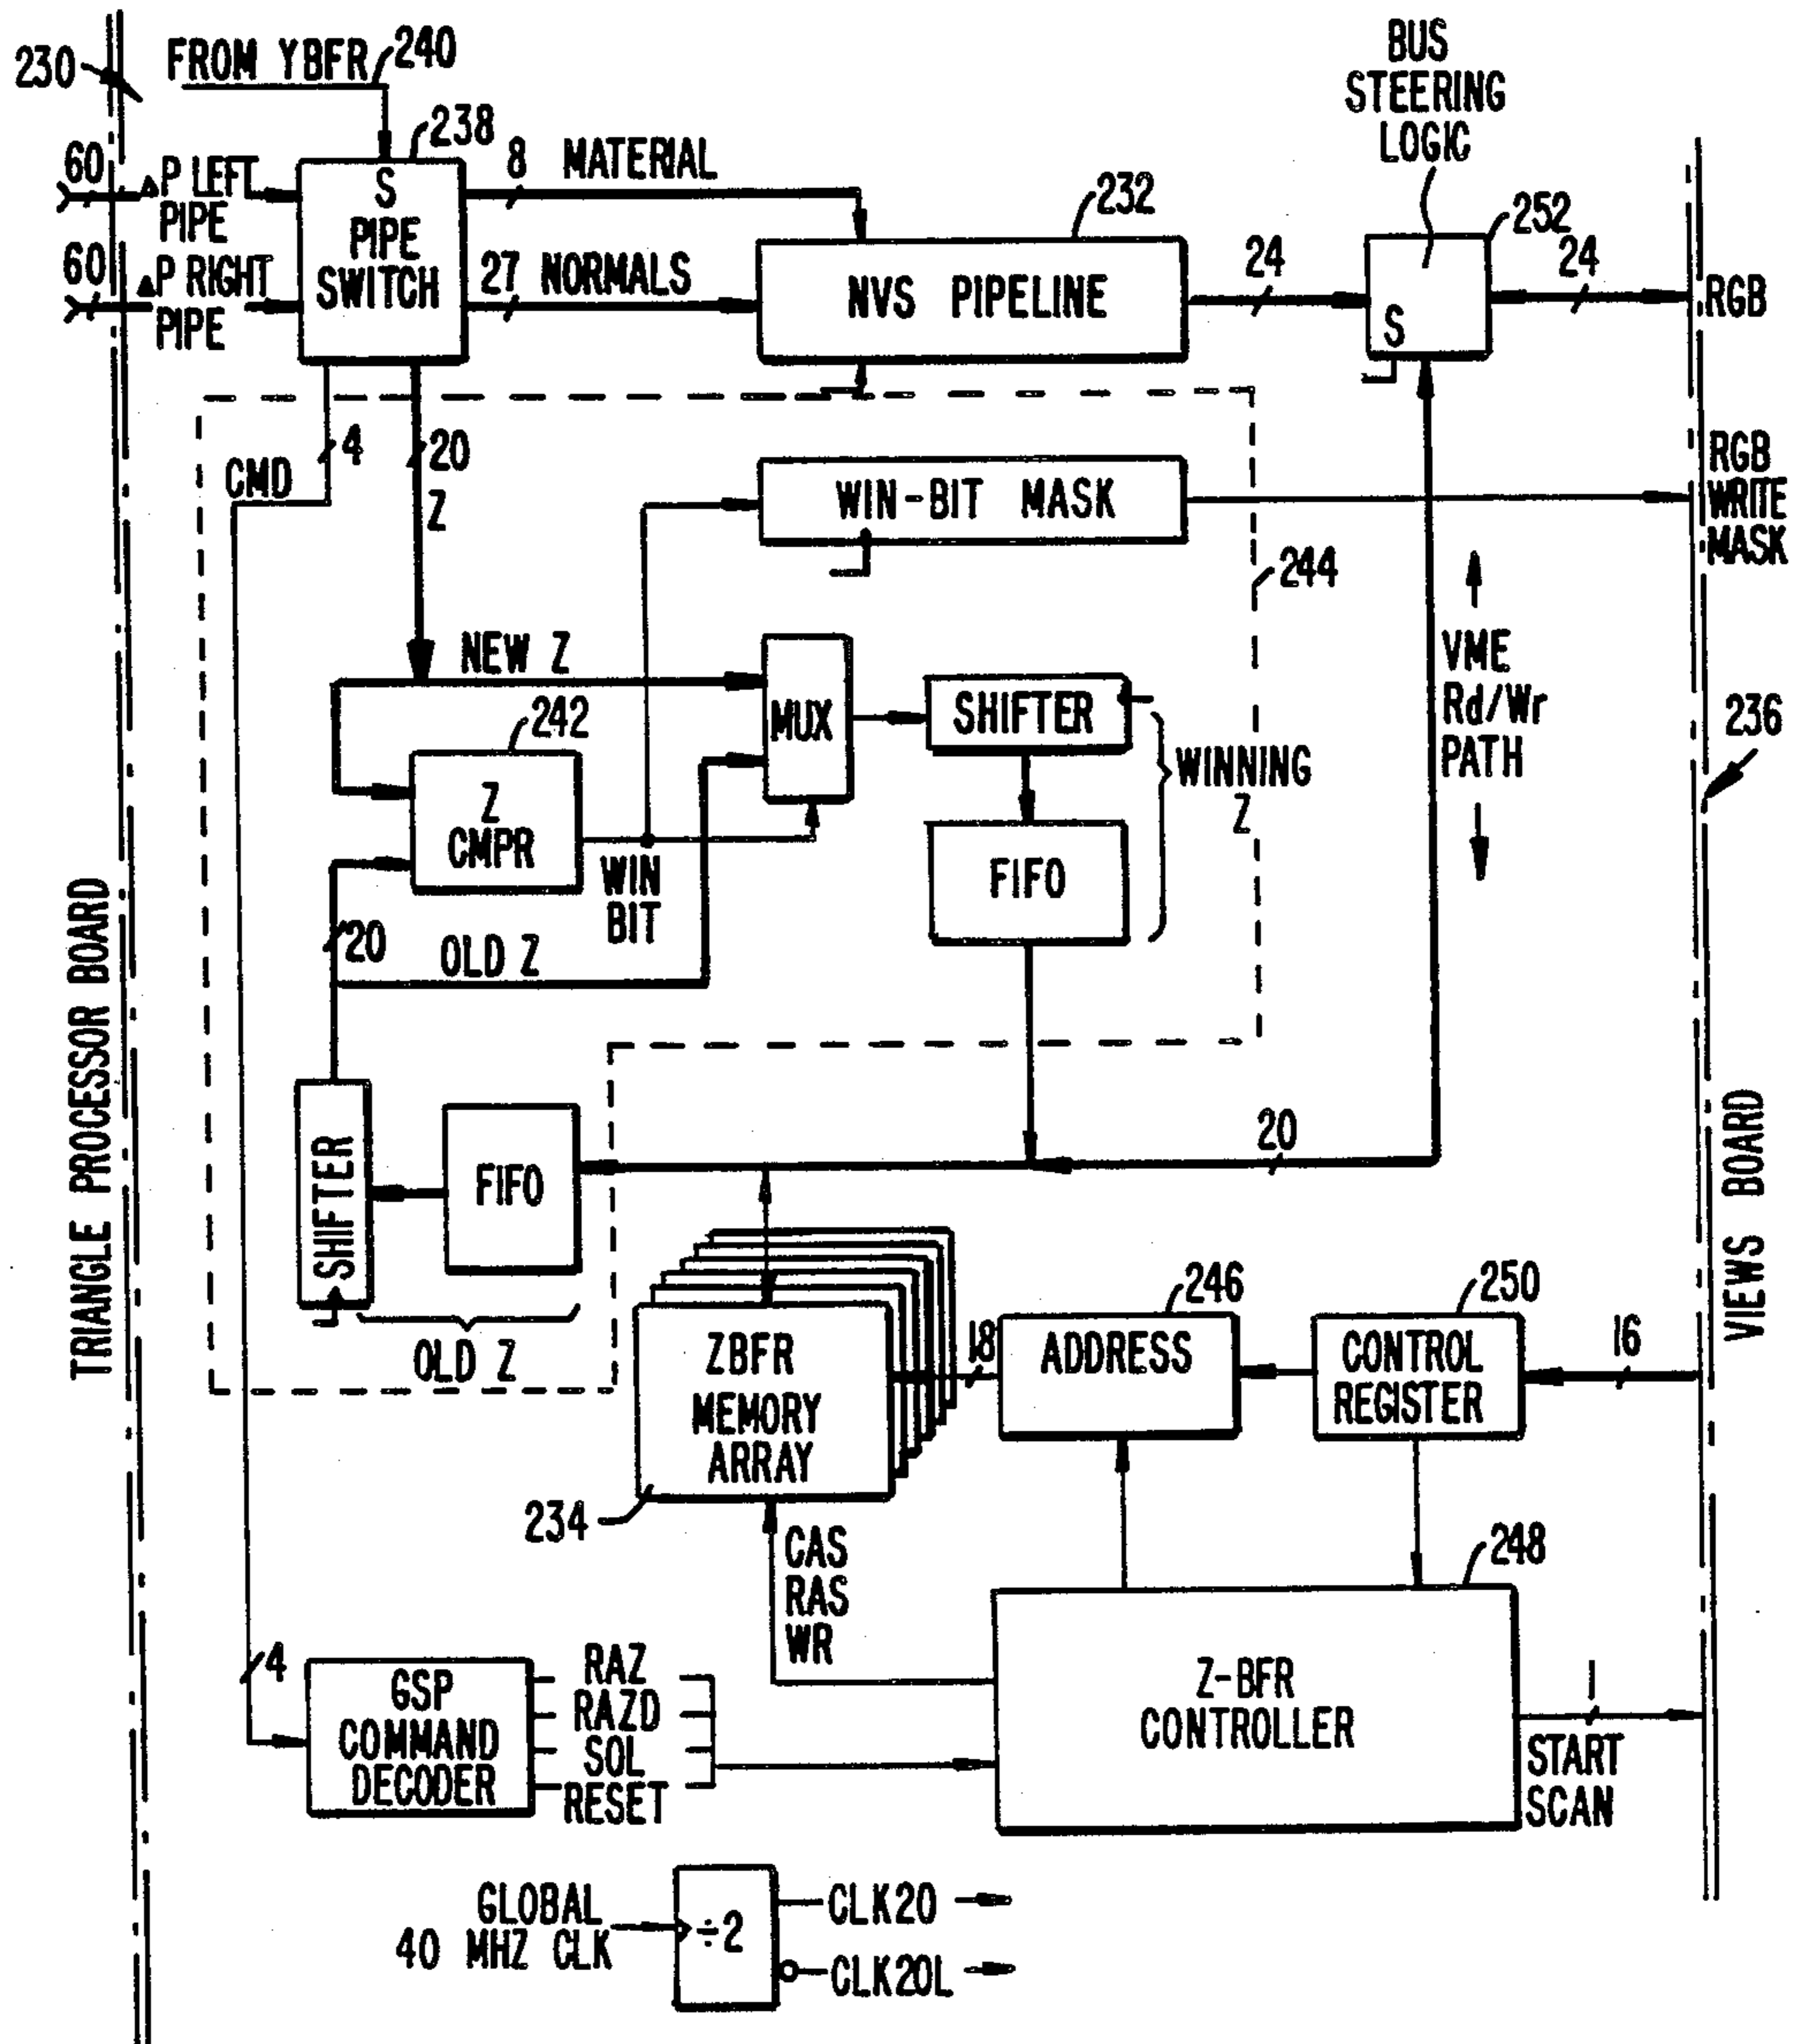 230
FROM YBFR
240
BUS
STEERING
LOGIC
238
60
ΔP LEFT
PIPE
60
ΔP RIGHT
PIPE
S
PIPE
SWITCH
8 MATERIAL
27 NORMALS
232
NVS PIPELINE
24
252
S
24
RGB
4
CMD
20
Z
WIN-BIT MASK
RGB
WRITE
MASK
244
NEW Z
242
Z
CMPR
MUX
SHIFTER
WINNING
Z
FIFO
WIN
BIT
20
OLD Z
VME
Rd/Wr
PATH
236
TRIANGLE PROCESSOR BOARD
VIEWS BOARD
SHIFTER
FIFO
OLD Z
20
ZBFR
MEMORY
ARRAY
234
18
246
ADDRESS
250
CONTROL
REGISTER
16
CAS
RAS
WR
248
Z-BFR
CONTROLLER
1
START
SCAN
4
GSP
COMMAND
DECODER
RAZ
RAZD
SOL
RESET
GLOBAL
40 MHZ CLK
÷2
CLK20
CLK20L